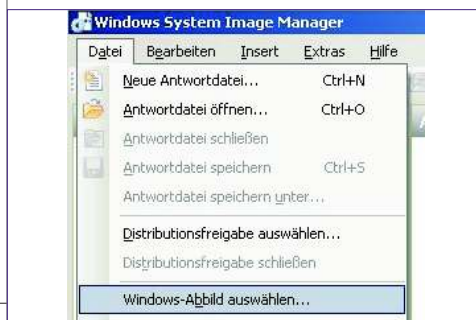 Windows System Image Manager
Datei Bearbeiten Insert Extras Hilfe
Neue Antwortdatei... Ctrl+N
Antwortdatei öffnen... Ctrl+O
Antwortdatei schließen
Antwortdatei speichern Ctrl+S
Antwortdatei speichern unter...
Distributionsfreigabe auswählen...
Distributionsfreigabe schließen
Windows-Abbild auswählen...